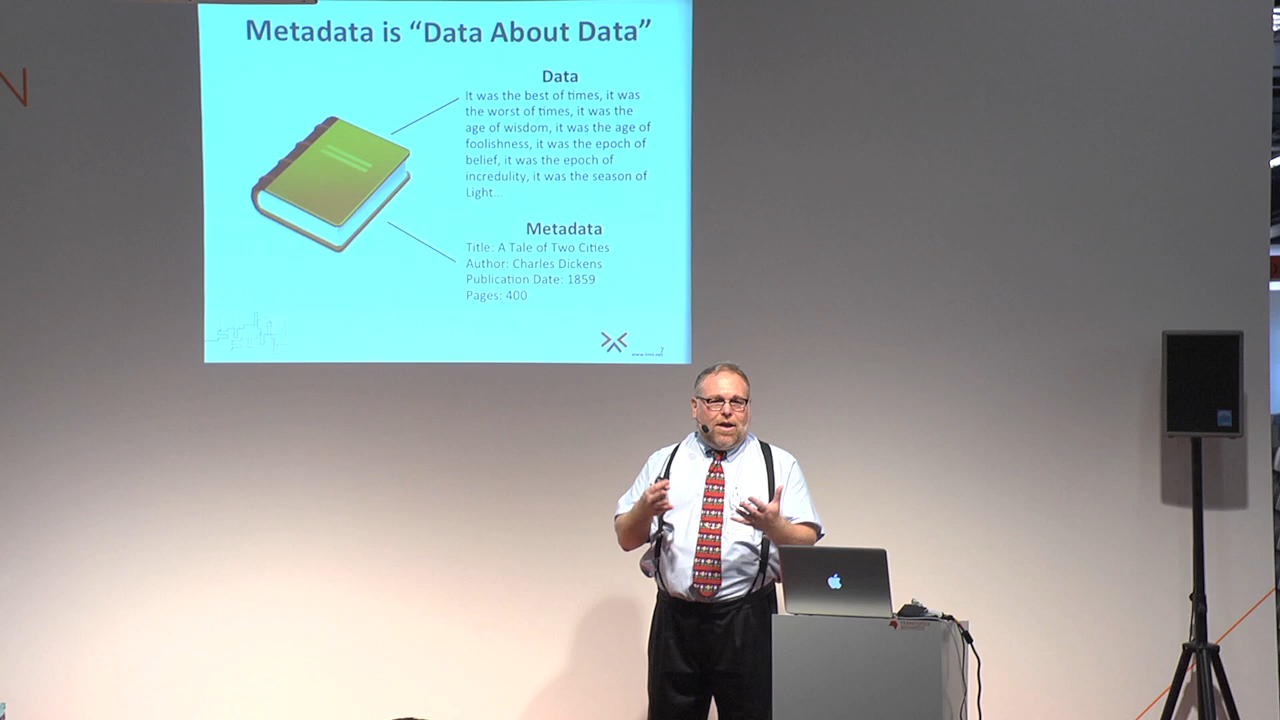 N
Metadata is “Data About Data”
Data
It was the best of times, it was
the worst of times, it was the
age of wisdom, it was the age of
foolishness, it was the epoch of
belief, it was the epoch of
incredulity, it was the season of
Light...
Metadata
Title: A Tale of Two Cities
Author: Charles Dickens
Publication Date: 1859
Pages: 400
7